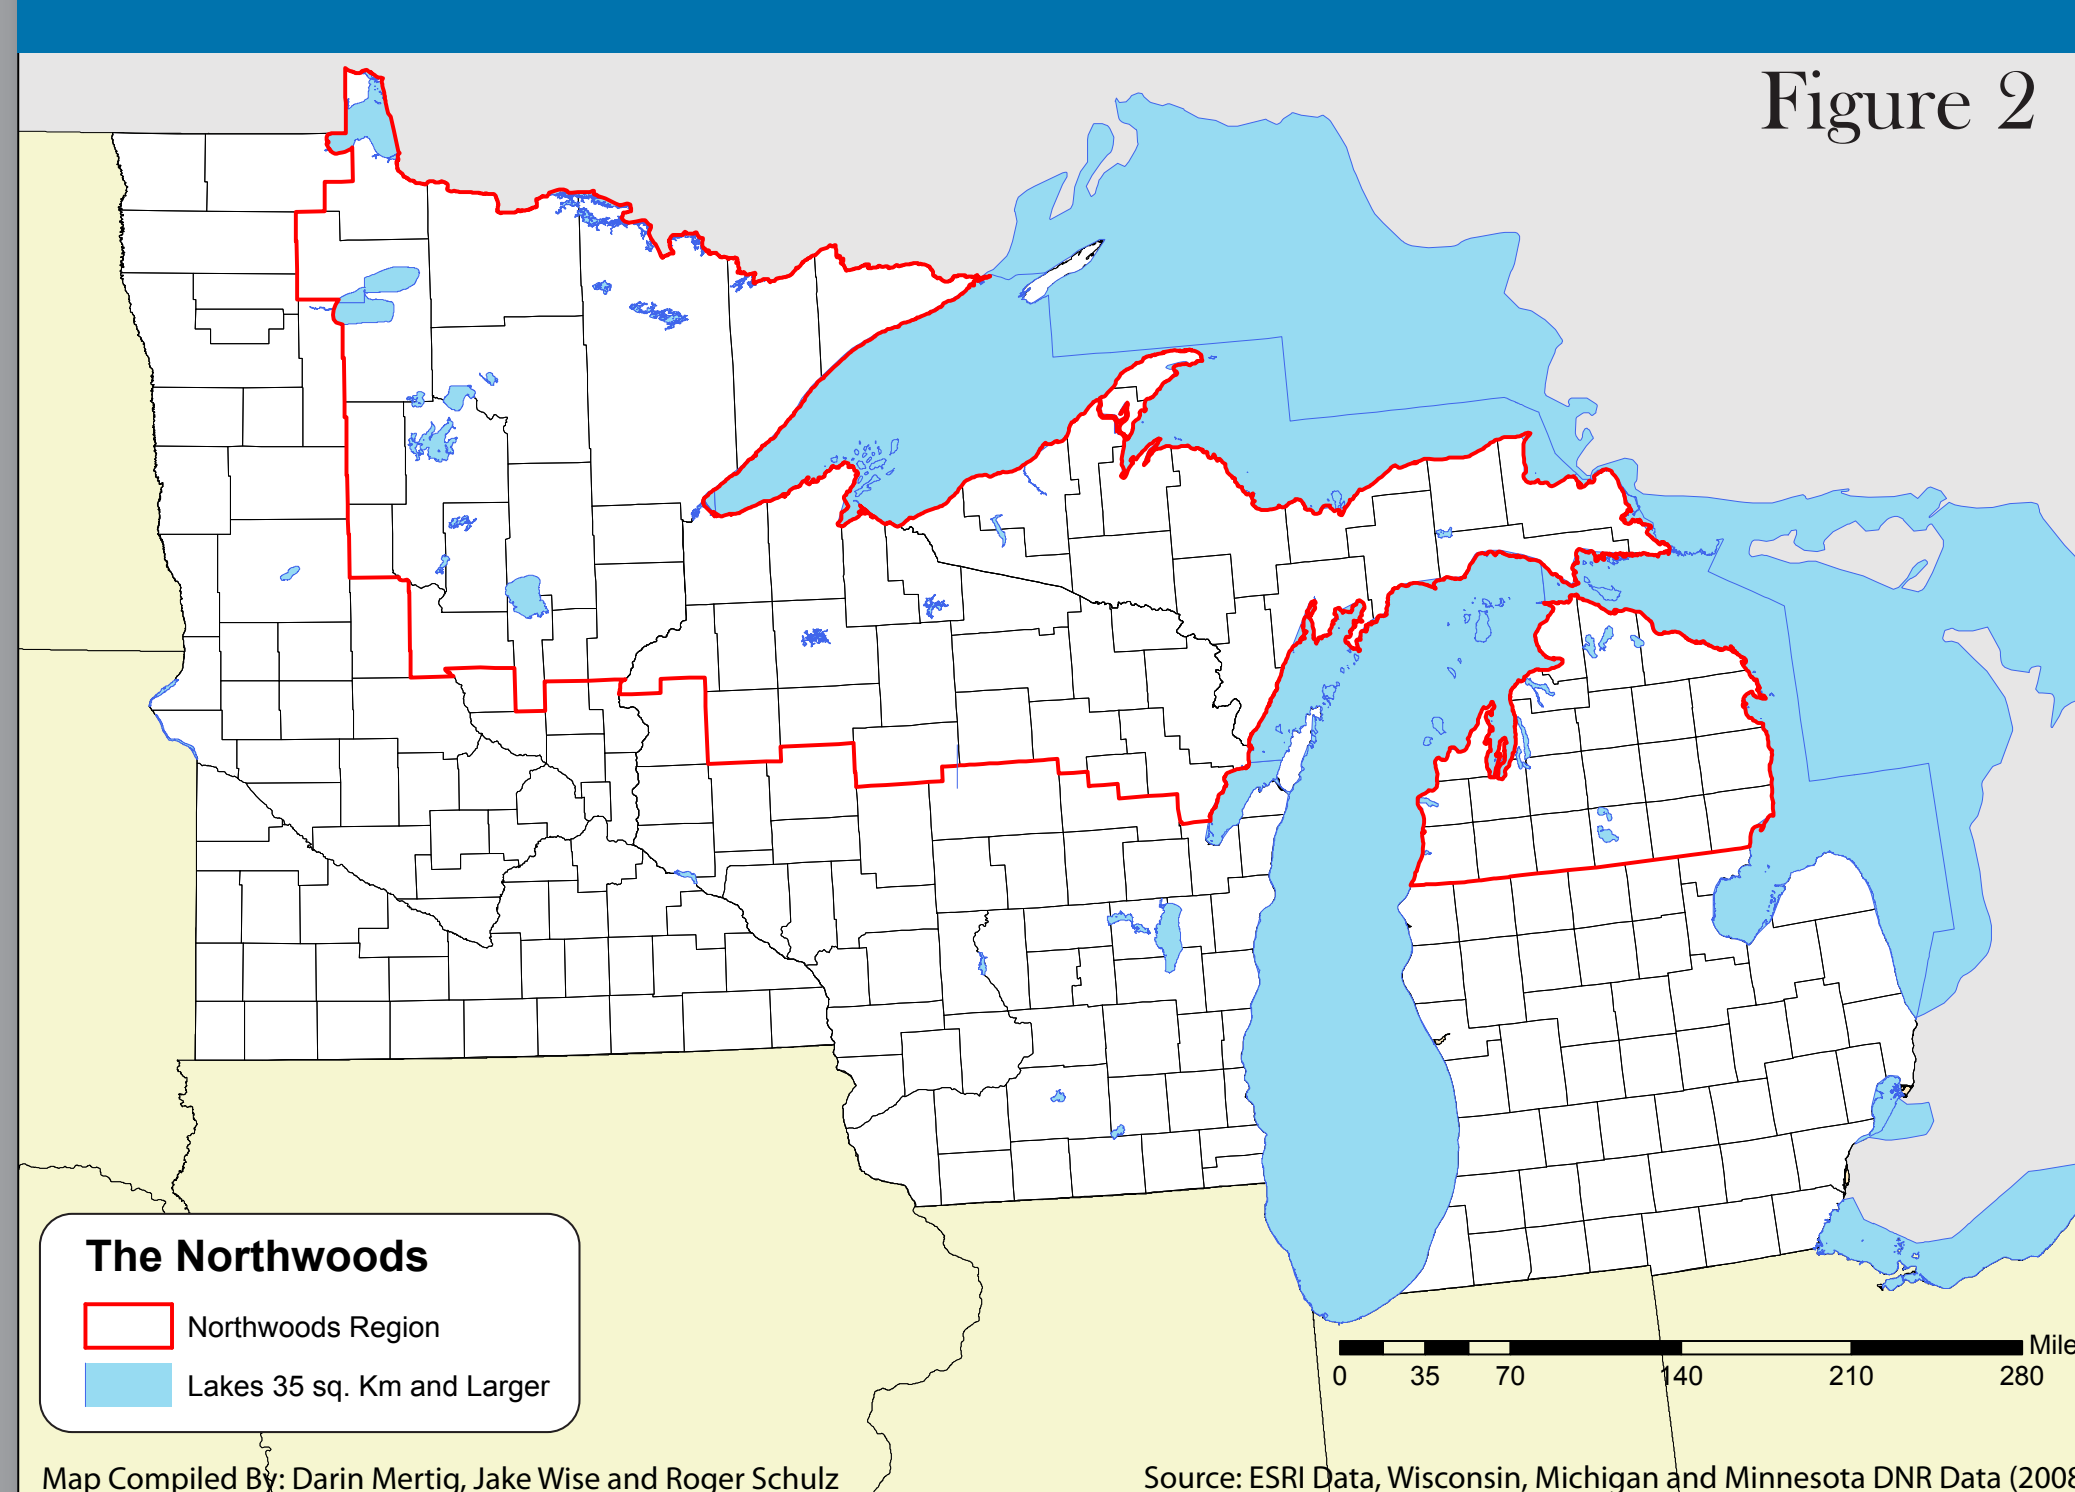 Figure 2
The Northwoods
Northwoods Region
Lakes 35 sq. Km and Larger
Mile
0 35 70 140 210 280
Map Compiled By: Darin Mertig, Jake Wise and Roger Schulz
Source: ESRI Data, Wisconsin, Michigan and Minnesota DNR Data (2008